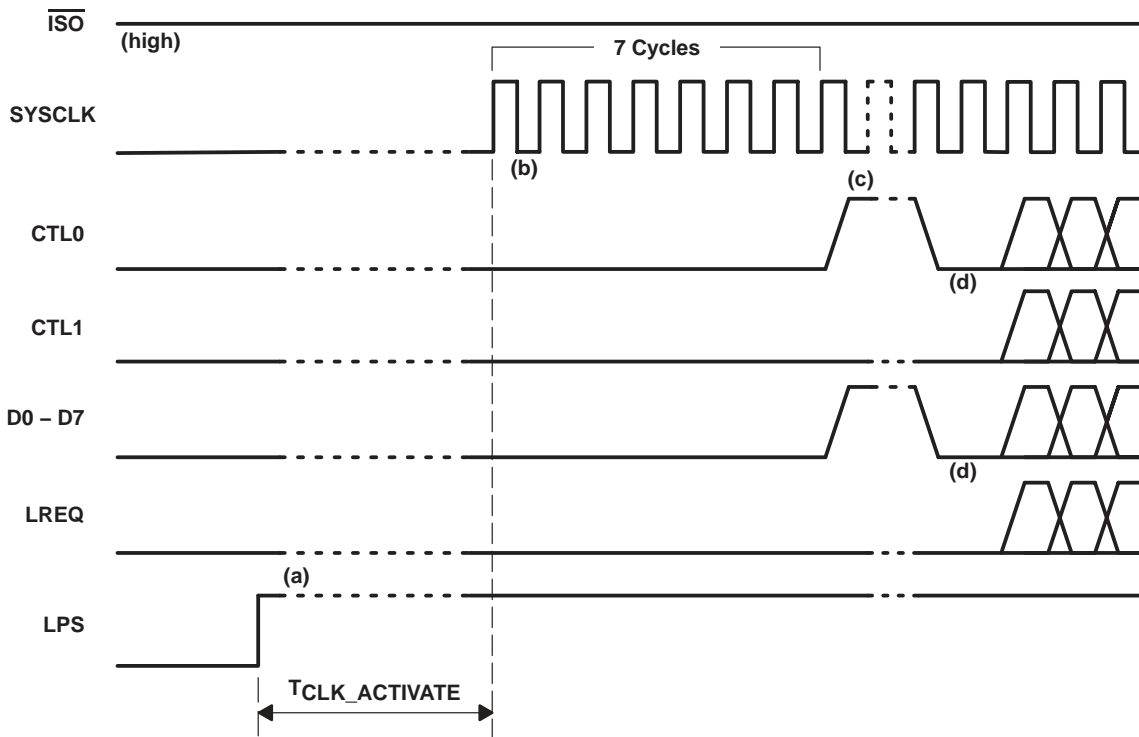 ISO
(high)
7 Cycles
SYSCLK
(b)
(c)
CTL0
(d)
CTL1
D0 – D7
(d)
LREQ
(a)
LPS
TCLK_ACTIVATE